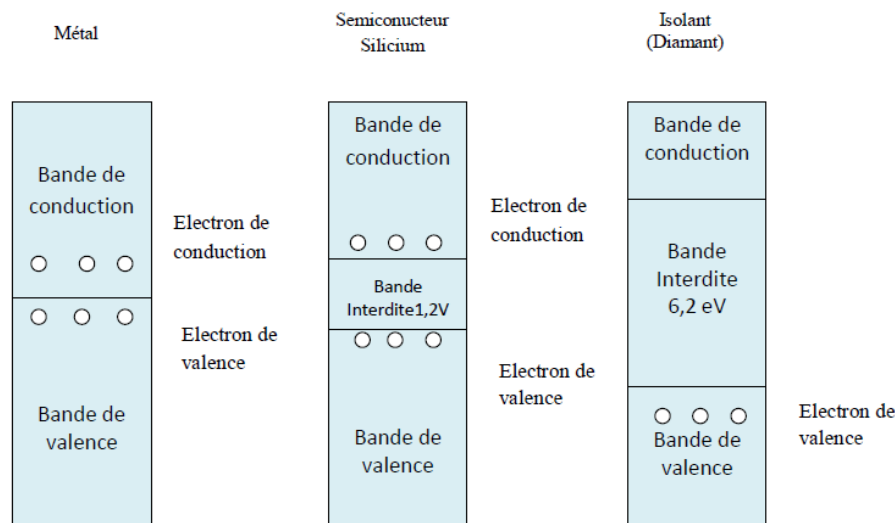 Métal
Semiconucteur
Silicium
Isolant
(Diamant)
Bande de
conduction
Electron de
conduction
Electron de
valence
Bande de
valence
Bande de
conduction
Electron de
conduction
Bande
Interdite1,2V
Electron de
valence
Bande de
valence
Bande de
conduction
Bande
Interdite
6,2 eV
Electron de
valence
Bande de
valence